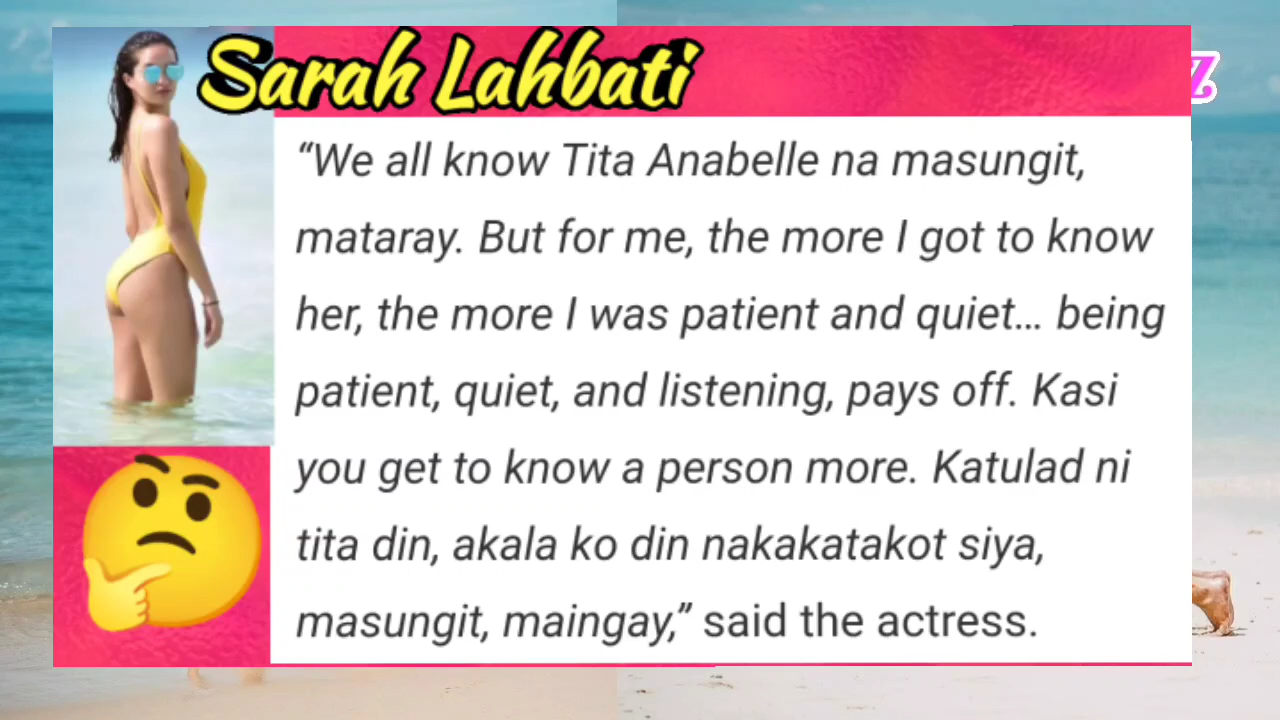 Sarah Lahbati
Z
“We all know Tita Anabelle na masungit,
mataray. But for me, the more I got to know
her, the more I was patient and quiet... being
patient, quiet, and listening, pays off. Kasi
you get to know a person more. Katulad ni
tita din, akala ko din nakakatakot siya,
masungit, maingay,” said the actress.